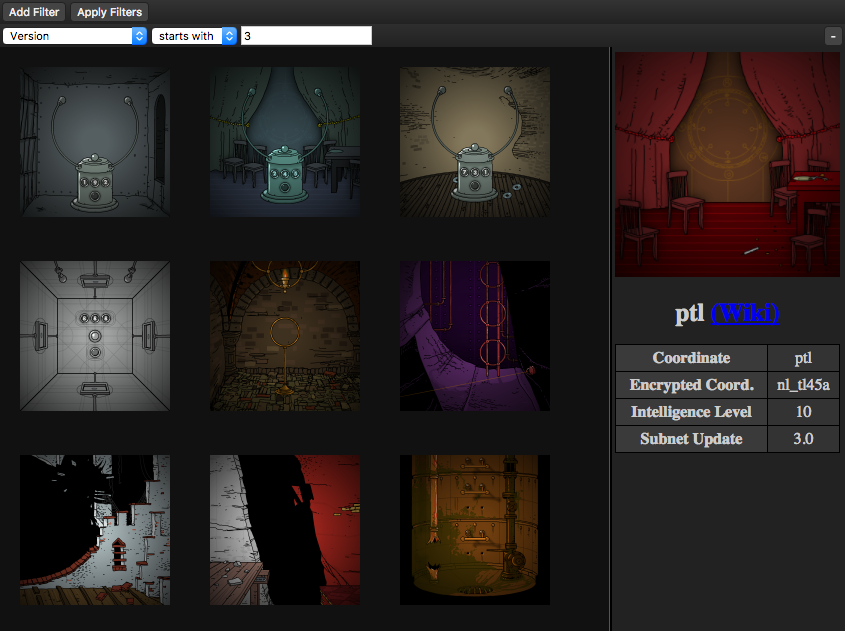 Add Filter Apply Filters
Version starts with 3 -
ptl (Wiki)
Coordinate ptl
Encrypted Coord. nl_tl45a
Intelligence Level 10
Subnet Update 3.0